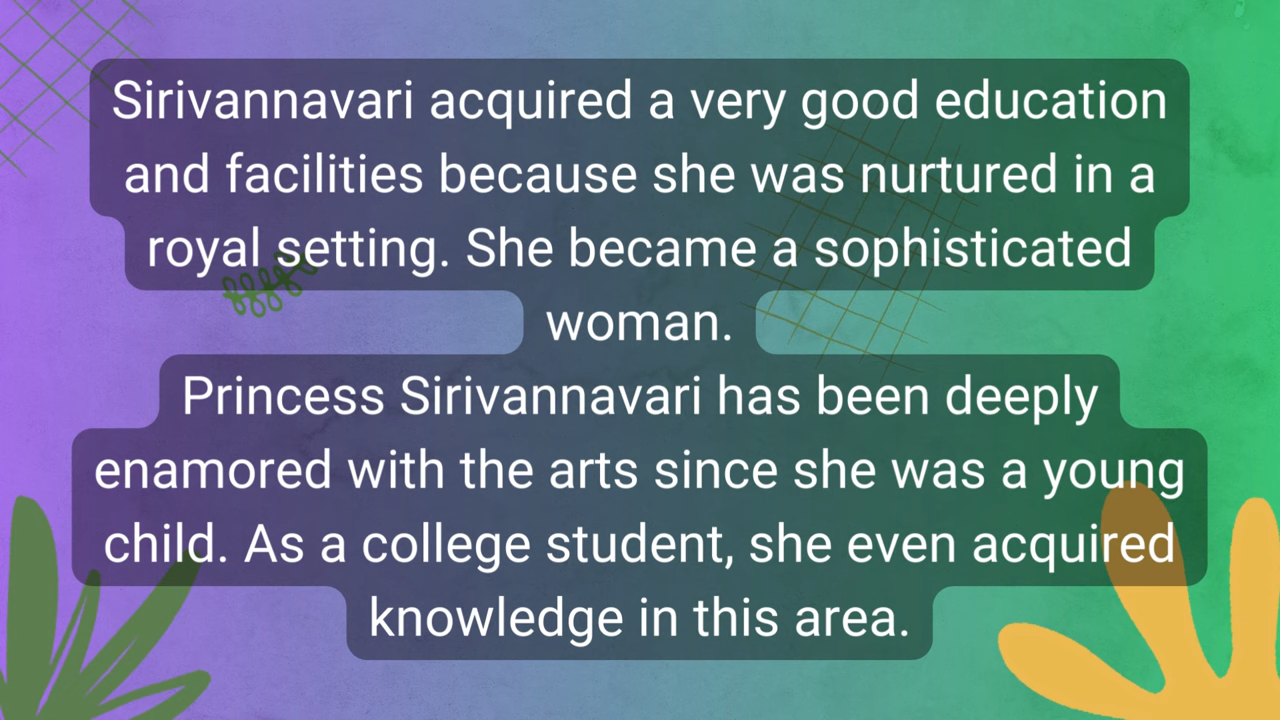 Sirivannavari acquired a very good education
and facilities because she was nurtured in a
royal setting. She became a sophisticated
woman.
Princess Sirivannavari has been deeply
enamored with the arts since she was a young
child. As a college student, she even acquired
knowledge in this area.